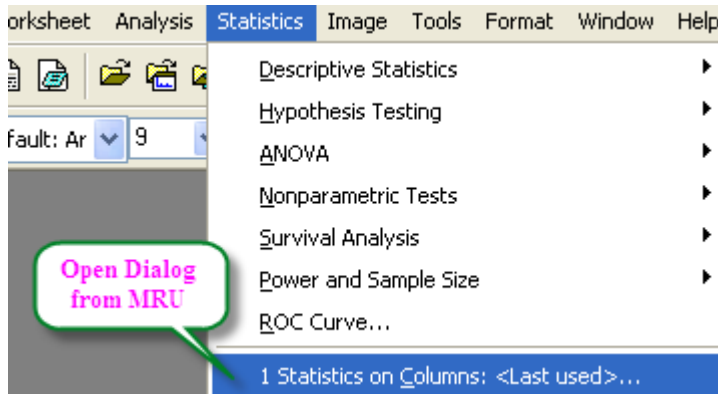 orksheet Analysis Statistics Image Tools Format Window Help
fault: Ar 9
Descriptive Statistics
Hypothesis Testing
ANOVA
Nonparametric Tests
Survival Analysis
Open Dialog
from MRU
Power and Sample Size
ROC Curve...
1 Statistics on Columns: <Last used>...